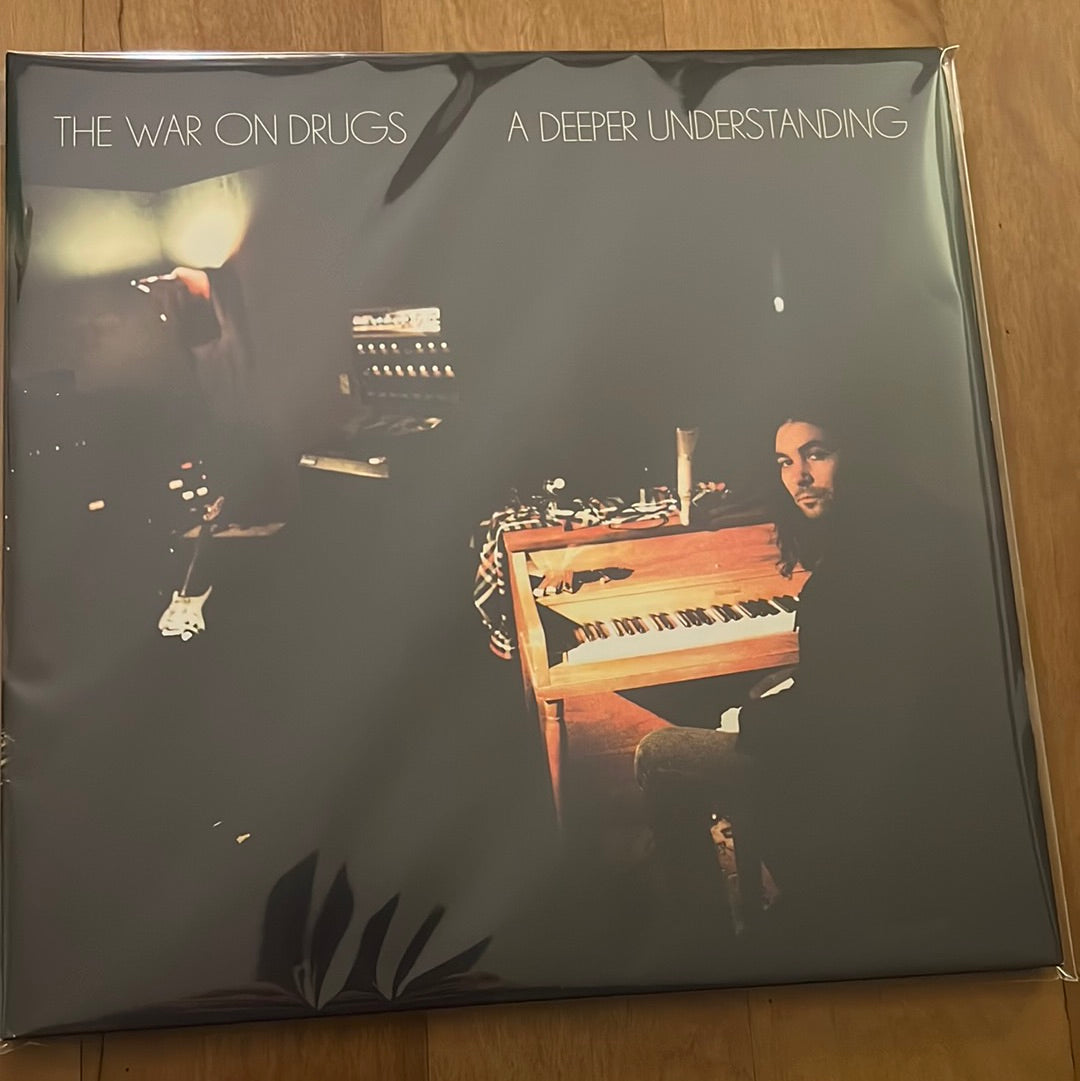 THE WAR ON DRUGS
A DEEPER UNDERSTANDING